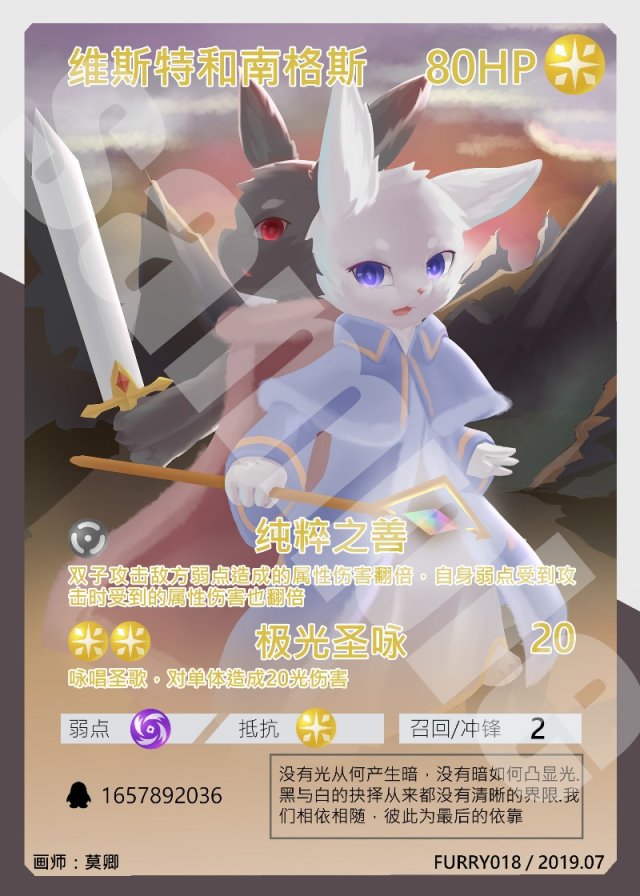 维斯特和南格斯 80HP
纯粹之善
双子攻击敌方弱点造成的属性伤害翻倍，自身弱点受到攻
击时受到的属性伤害也翻倍
极光圣咏 20
咏唱圣歌，对单体造成20光伤害
弱点 抵抗 召回/冲锋 2
没有光从何产生暗，没有暗如何凸显光.
黑与白的抉择从来都没有清晰的界限.我
们相依相随，彼此为最后的依靠
1657892036
画师：莫卿 FURRY018 / 2019.07